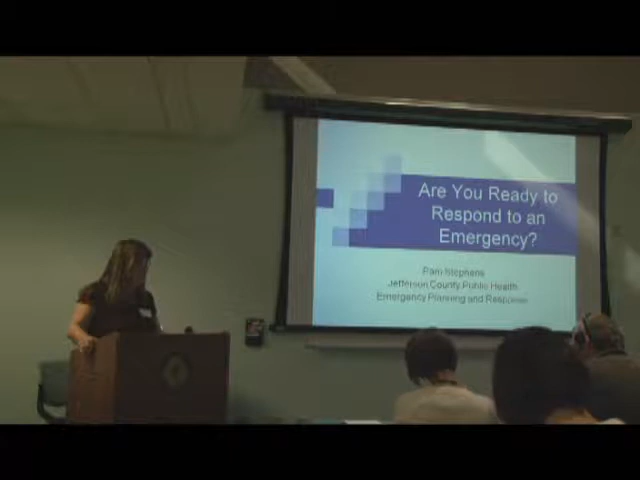 Are You Ready to
Respond to an
Emergency?
Pam Stephens
Jefferson County Public Health
Emergency Planning and Response